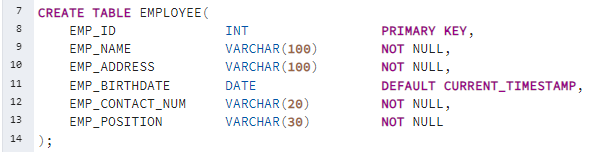 7 CREATE TABLE EMPLOYEE(
8 EMP_ID INT PRIMARY KEY,
9 EMP_NAME VARCHAR(100) NOT NULL,
10 EMP_ADDRESS VARCHAR(100) NOT NULL,
11 EMP_BIRTHDATE DATE DEFAULT CURRENT_TIMESTAMP,
12 EMP_CONTACT_NUM VARCHAR(20) NOT NULL,
13 EMP_POSITION VARCHAR(30) NOT NULL
14 );